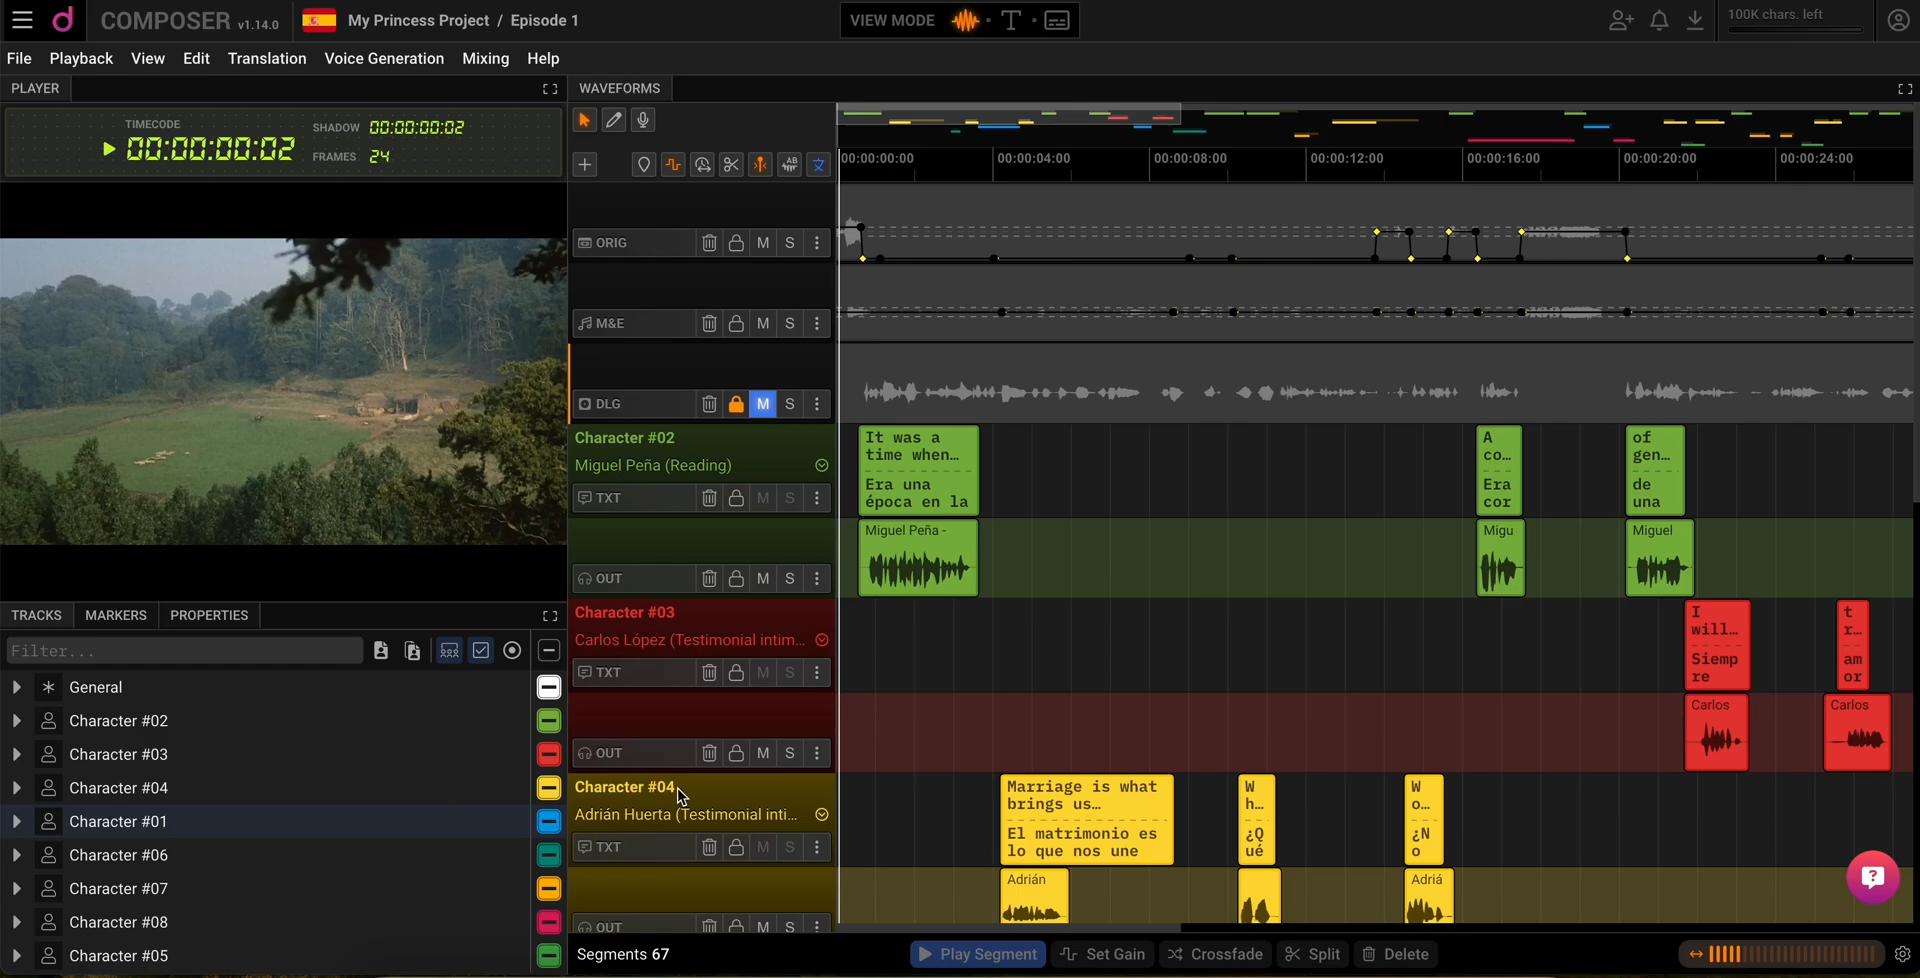 COMPOSER v1.14.0
My Princess Project / Episode 1
VIEW MODE
100K chars. left
File Playback View Edit Translation Voice Generation Mixing Help
PLAYER
WAVEFORMS
TIMECODE
00:00:00:02
SHADOW 00:00:00:02
FRAMES 24
00:00:00:00 00:00:04:00 00:00:08:00 00:00:12:00 00:00:16:00 00:00:20:00 00:00:24:00
ORIG M S
M&E M S
DLG M S
Character #02
Miguel Peña (Reading)
TXT M S
OUT M S
It was a
time when…
Era una
época en la
A
co…
Era
cor
of
gen…
de
una
Miguel Peña -
Migu
Miguel
Character #03
Carlos López (Testimonial intim...
TXT M S
OUT M S
I
will…
Siemp
re
t
r…
am
or
Carlos
Carlos
Character #04
Adrián Huerta (Testimonial inti...
TXT M S
OUT M S
Marriage is what
brings us…
El matrimonio es
lo que nos une
W
h…
¿Q
ué
W
o…
¿N
o
Adrián
Adriá
TRACKS MARKERS PROPERTIES
Filter...
General
Character #02
Character #03
Character #04
Character #01
Character #06
Character #07
Character #08
Character #05
Segments 67
Play Segment Set Gain Crossfade Split Delete